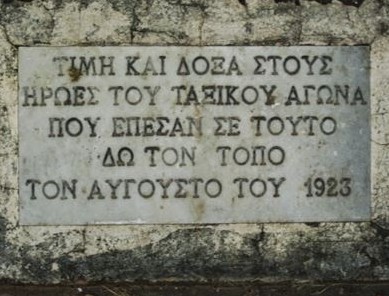 ΤΙΜΗ ΚΑΙ ΔΟΞΑ ΣΤΟΥΣ
ΗΡΩΕΣ ΤΟΥ ΤΑΞΙΚΟΥ ΑΓΩΝΑ
ΠΟΥ ΕΠΕΣΑΝ ΣΕ ΤΟΥΤΟ
ΔΩ ΤΟΝ ΤΟΠΟ
ΤΟΝ ΑΥΓΟΥΣΤΟ ΤΟΥ 1923